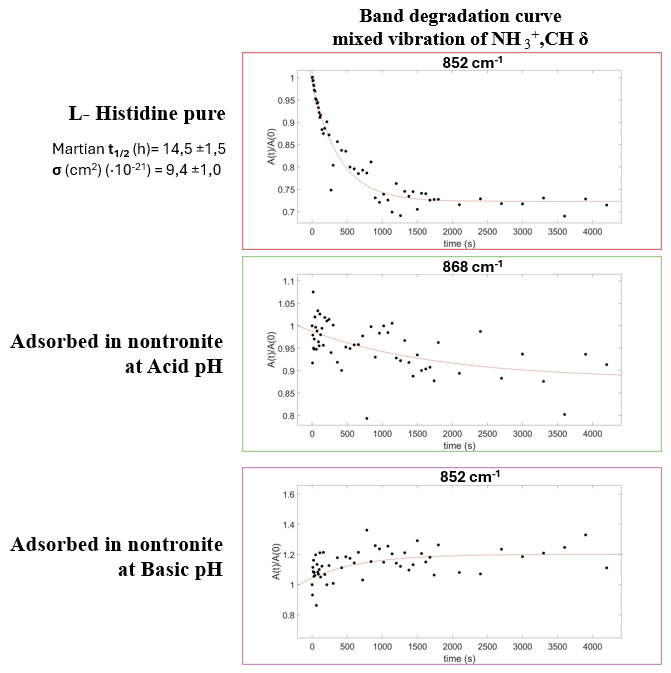 Band degradation curve
mixed vibration of NH3+,CH δ
852 cm-1
L- Histidine pure
Martian t1/2 (h)= 14,5 ±1,5
σ (cm2) (·10-21) = 9,4 ±1,0
1
0.95
0.9
0.85
0.8
0.75
0.7
A(t)/A(0)
0 500 1000 1500 2000 2500 3000 3500 4000
time (s)
868 cm-1
Adsorbed in nontronite
at Acid pH
1.1
1.05
1
0.95
0.9
0.85
0.8
A(t)/A(0)
0 500 1000 1500 2000 2500 3000 3500 4000
time (s)
852 cm-1
Adsorbed in nontronite
at Basic pH
1.6
1.4
1.2
1
0.8
A(t)/A(0)
0 500 1000 1500 2000 2500 3000 3500 4000
time (s)